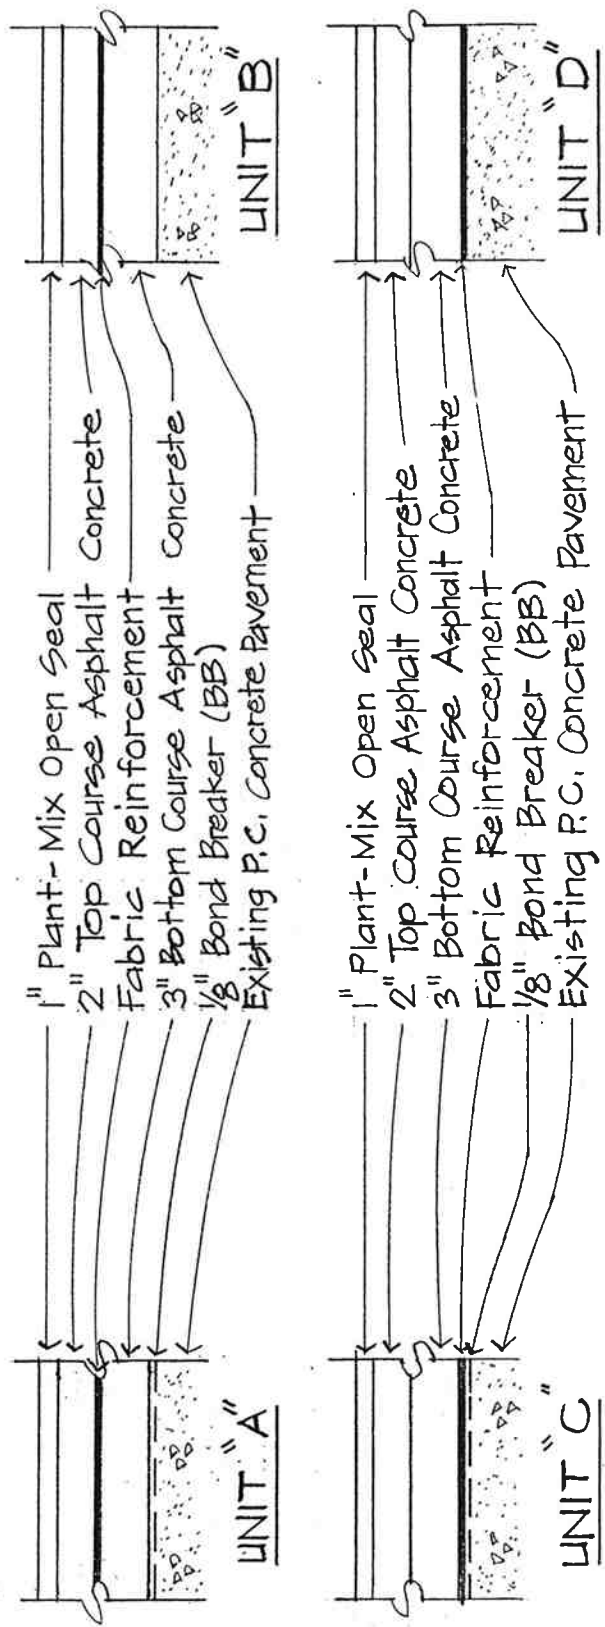 1" Plant-Mix Open Seal
2" Top Course Asphalt Concrete
Fabric Reinforcement
3" Bottom Course Asphalt Concrete
1/8" Bond Breaker (BB)
Existing P.C. Concrete Pavement
UNIT "A"
UNIT "B"
1" Plant-Mix Open Seal
2" Top Course Asphalt Concrete
3" Bottom Course Asphalt Concrete
Fabric Reinforcement
1/8" Bond Breaker (BB)
Existing P.C. Concrete Pavement
UNIT "C"
UNIT "D"